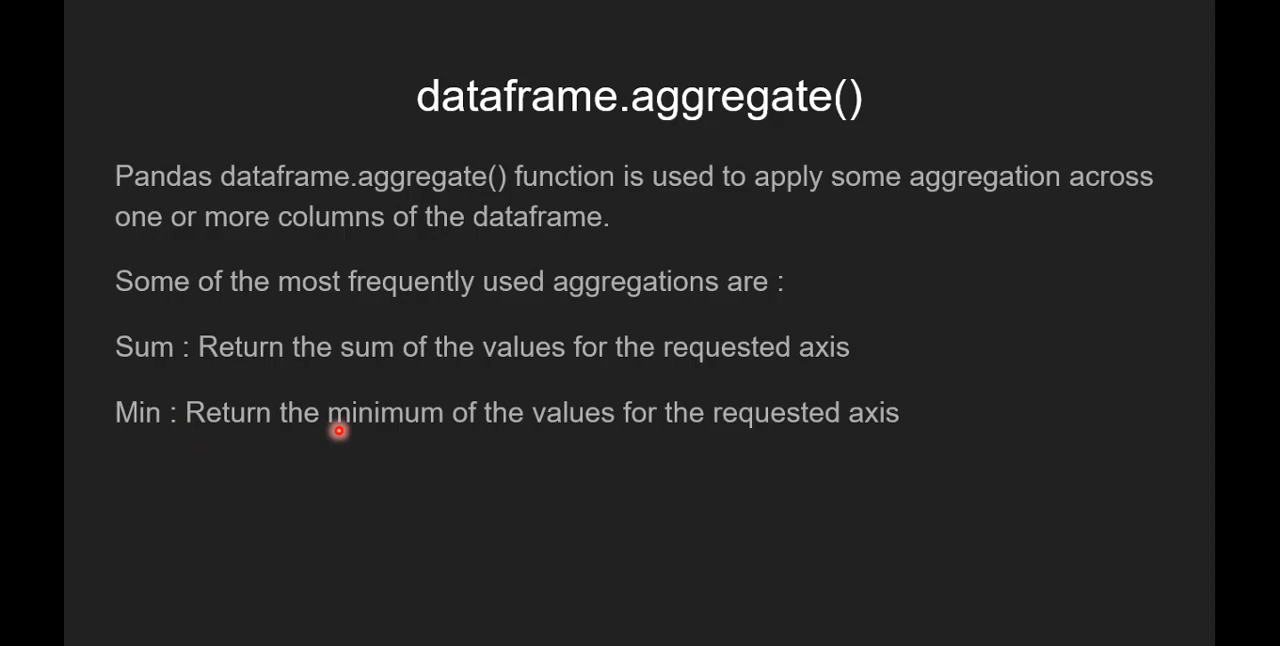 dataframe.aggregate()
Pandas dataframe.aggregate() function is used to apply some aggregation across
one or more columns of the dataframe.
Some of the most frequently used aggregations are :
Sum : Return the sum of the values for the requested axis
Min : Return the minimum of the values for the requested axis